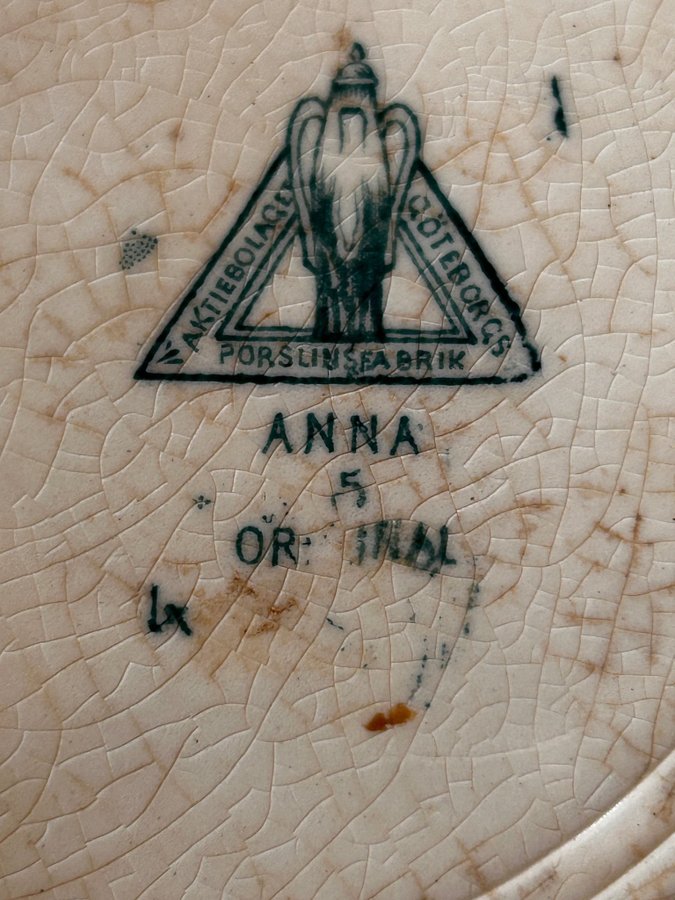 AKTIEBOLAGET
GÖTEBORGS
PORSLINSFABRIK
ANNA
5